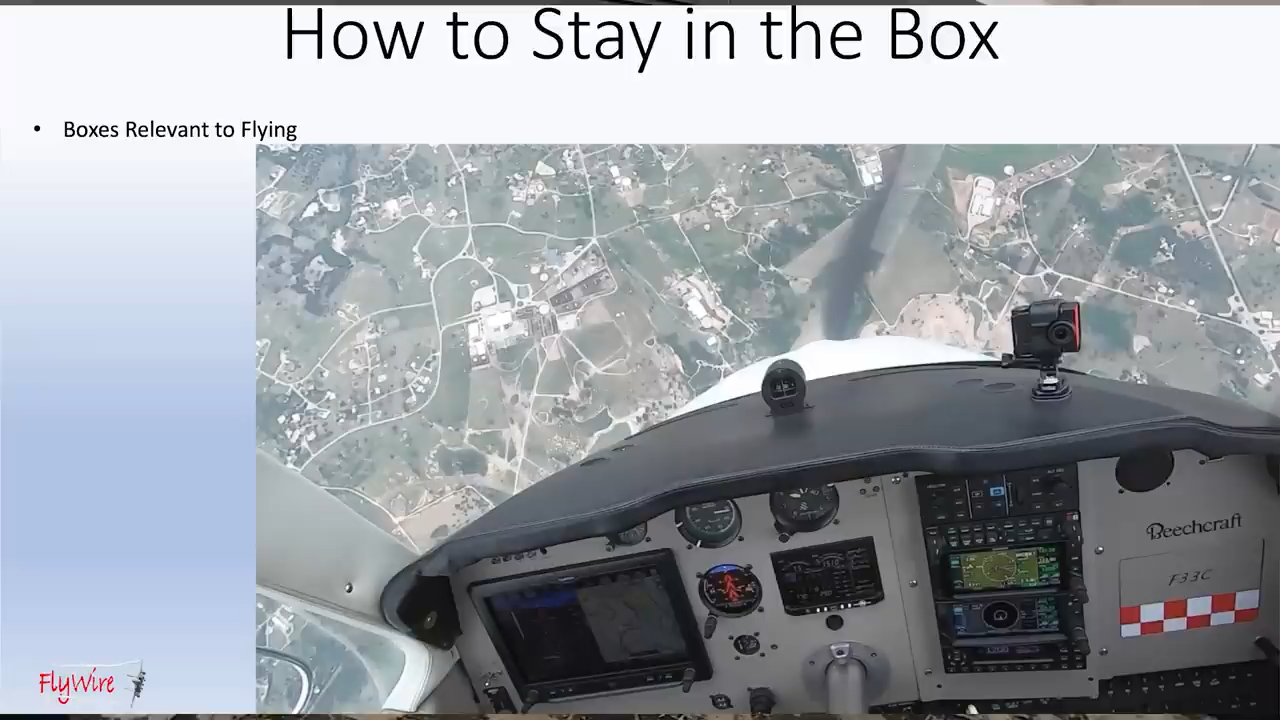 How to Stay in the Box
• Boxes Relevant to Flying
Beechcraft
F33C
FlyWire